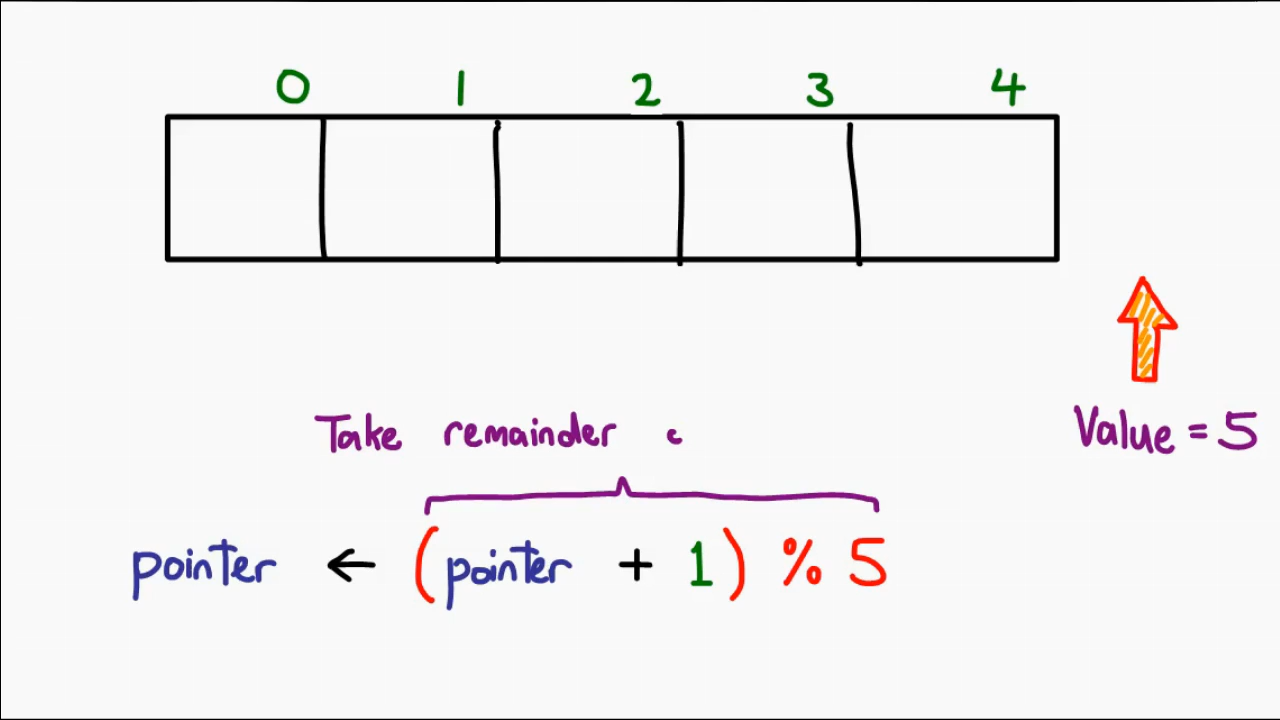 0 1 2 3 4
Take remainder
Value = 5
pointer ← (pointer + 1) % 5